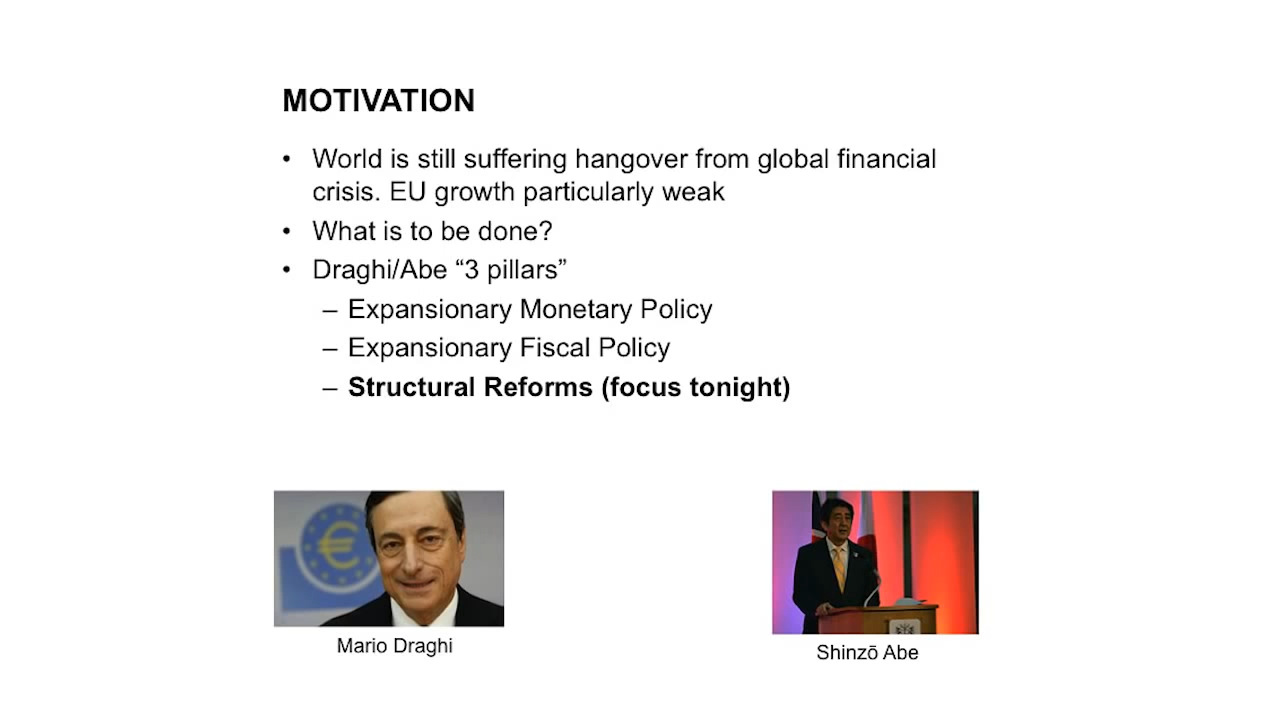 MOTIVATION
• World is still suffering hangover from global financial
crisis. EU growth particularly weak
• What is to be done?
• Draghi/Abe “3 pillars”
– Expansionary Monetary Policy
– Expansionary Fiscal Policy
– Structural Reforms (focus tonight)
€
Mario Draghi
Shinzō Abe